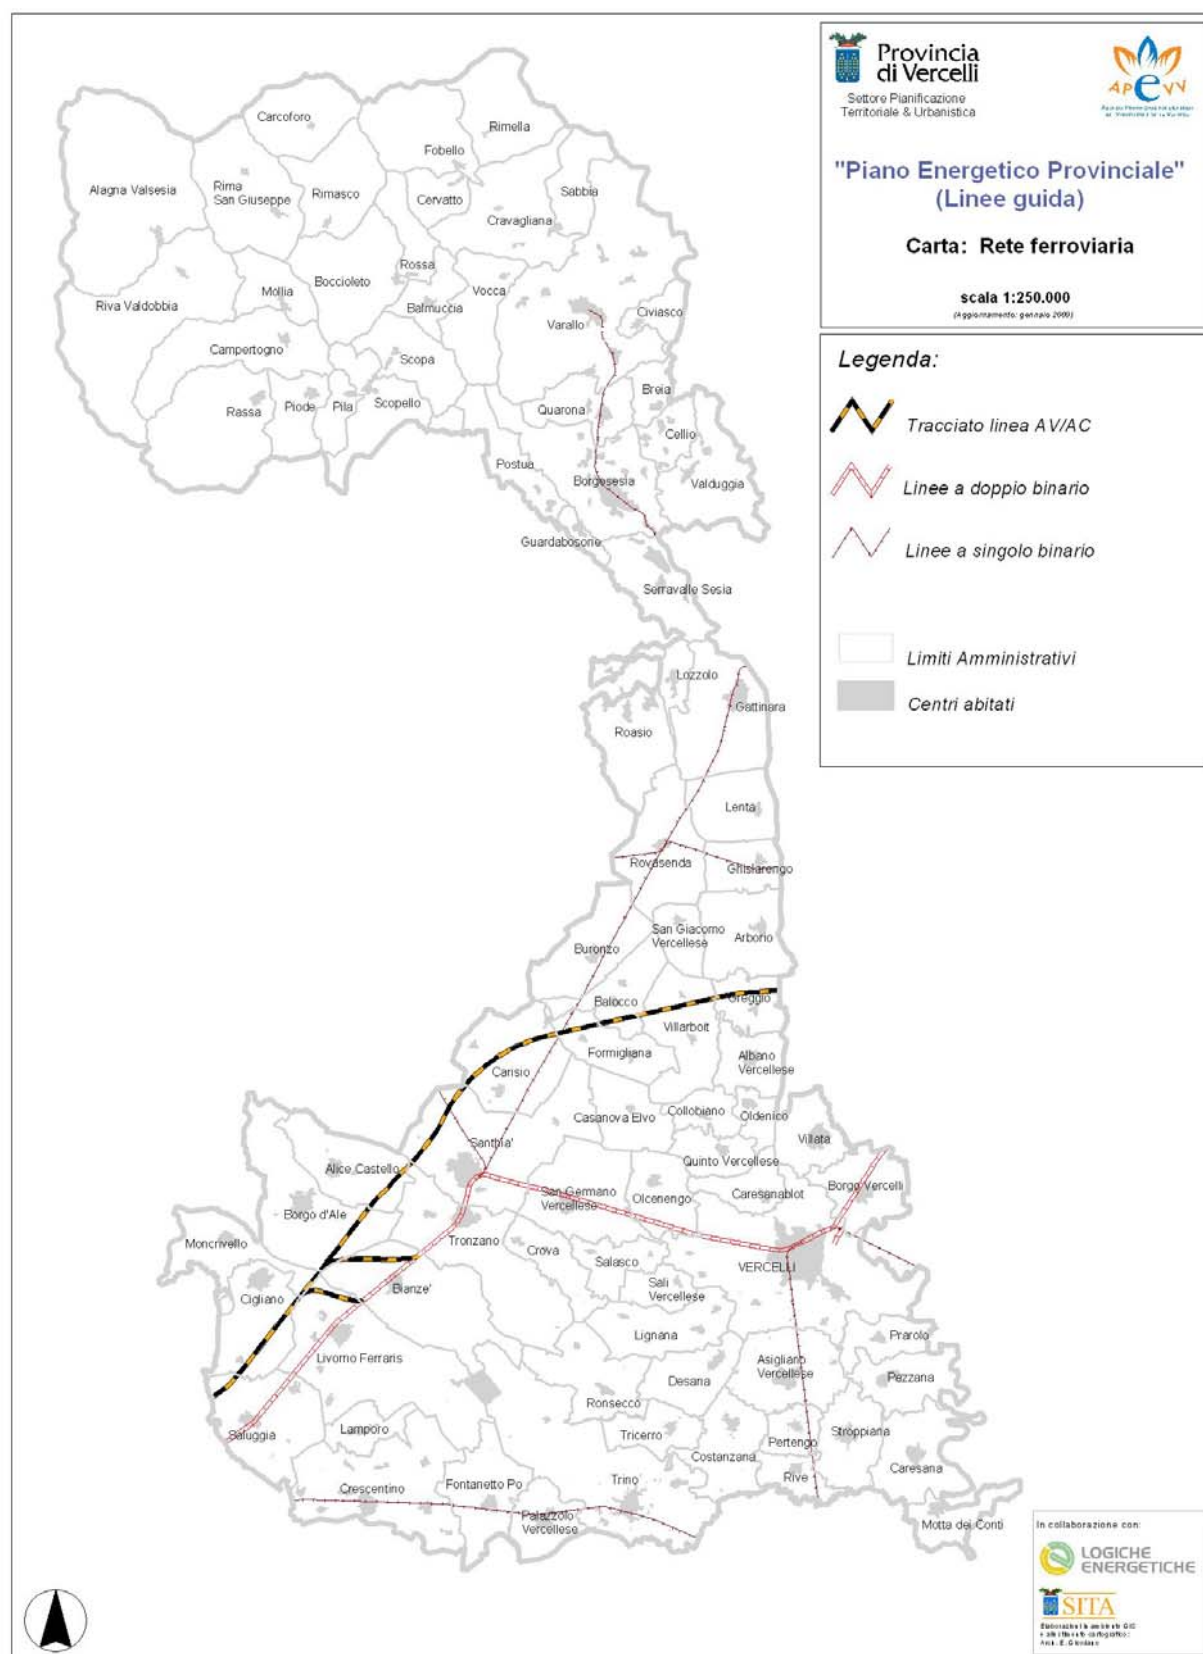 Provincia
di Vercelli
Settore Pianificazione
Territoriale & Urbanistica
APEVV
"Piano Energetico Provinciale"
(Linee guida)
Carta: Rete ferroviaria
scala 1:250.000
(Aggiornamento: gennaio 2009)
Legenda:
Tracciato linea AV/AC
Linee a doppio binario
Linee a singolo binario
Limiti Amministrativi
Centri abitati
Carcoforo
Rimella
Fobello
Alagna Valsesia
Rima
San Giuseppe
Rimasco
Cervatto
Sabbia
Cravagliana
Rossa
Boccioleto
Mollia
Vocca
Riva Valdobbia
Balmuccia
Civiasco
Varallo
Campertogno
Scopa
Breia
Rassa
Piode
Pila
Scopello
Quarona
Cellio
Postua
Borgosesia
Valduggia
Guardabosone
Serravalle Sesia
Lozzolo
Gattinara
Roasio
Lenta
Rovasenda
Ghislarengo
San Giacomo
Vercellese
Arborio
Buronzo
Balocco
Greggio
Villarboit
Formigliana
Albano
Vercellese
Carisio
Casanova Elvo
Collobiano
Oldenico
Santhia'
Villata
Alice Castello
Quinto Vercellese
San Germano
Vercellese
Olcenengo
Caresanablot
Borgo Vercelli
Borgo d'Ale
Moncrivello
Tronzano
Crova
Salasco
VERCELLI
Bianze'
Sali
Vercellese
Cigliano
Lignana
Prarolo
Livorno Ferraris
Asigliano
Vercellese
Desana
Pezzana
Ronsecco
Saluggia
Lamporo
Tricerro
Stroppiana
Pertengo
Costanzana
Caresana
Rive
Trino
Fontanetto Po
Crescentino
Palazzolo
Vercellese
Motta dei Conti
In collaborazione con:
LOGICHE
ENERGETICHE
SITA